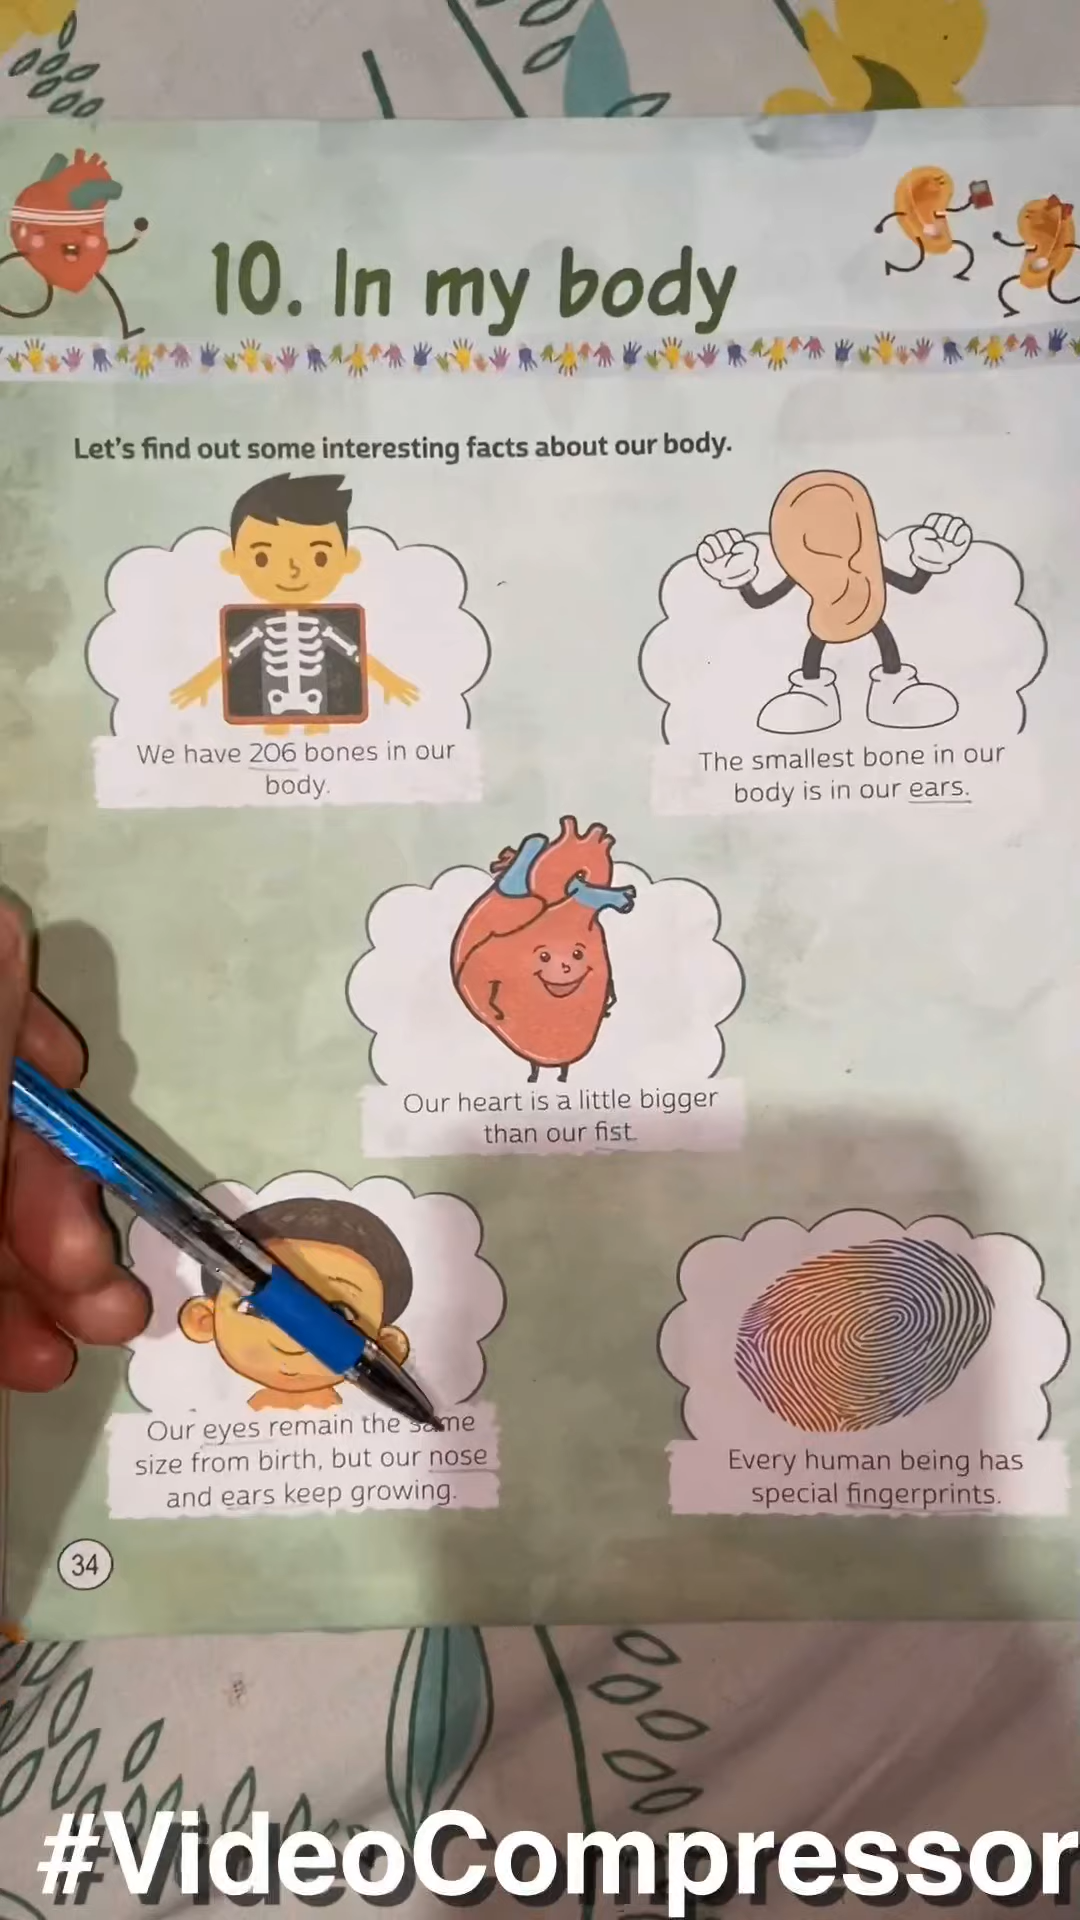 10. In my body
Let's find out some interesting facts about our body.
We have 206 bones in our
body.
The smallest bone in our
body is in our ears.
Our heart is a little bigger
than our fist.
Our eyes remain the same
size from birth, but our nose
and ears keep growing.
Every human being has
special fingerprints.
34
#VideoCompressor